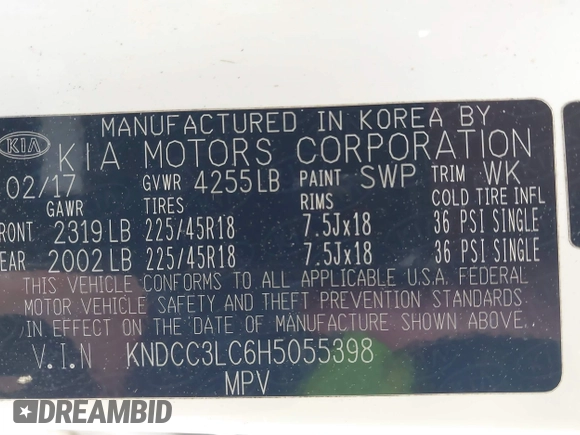 MANUFACTURED IN KOREA BY
KIA KIA MOTORS CORPORATION
02/17 GVWR 4255LB PAINT SWP TRIM WK
GAWR TIRES RIMS COLD TIRE INFL
RONT 2319LB 225/45R18 7.5Jx18 36 PSI SINGLE
EAR 2002LB 225/45R18 7.5Jx18 36 PSI SINGLE
THIS VEHICLE CONFORMS TO ALL APPLICABLE U.S.A. FEDERAL
MOTOR VEHICLE SAFETY AND THEFT PREVENTION STANDARDS
IN EFFECT ON THE DATE OF MANUFACTURE SHOWN ABOVE.
V.I.N KNDCC3LC6H5055398
MPV
DREAMBID